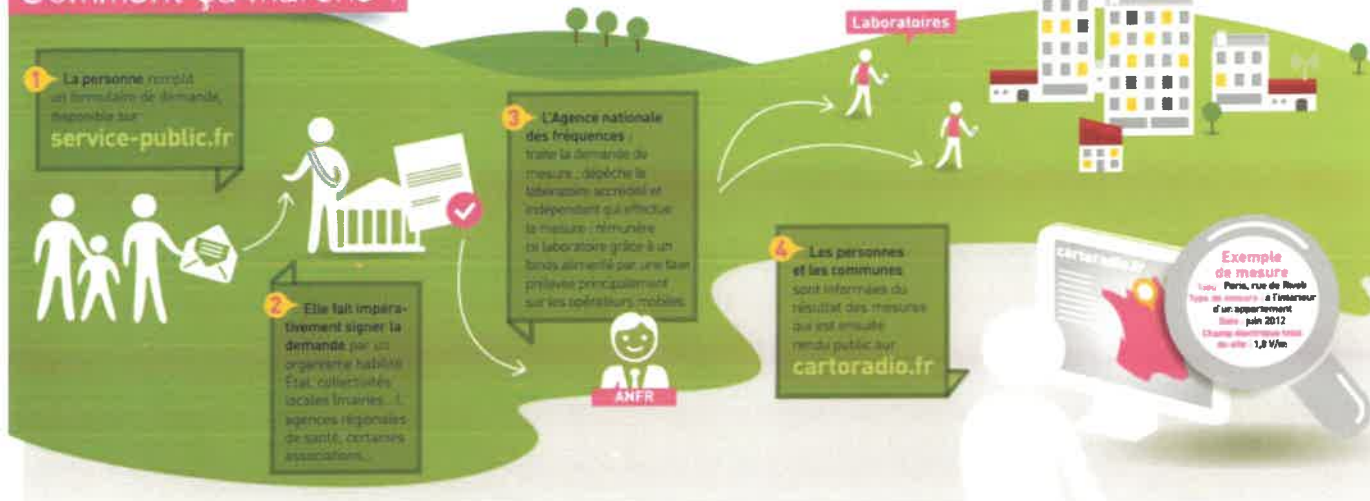 Comment ça marche ?
Laboratoires
1 La personne remplit
un formulaire de demande,
disponible sur
service-public.fr
2 Elle fait impéra-
tivement signer la
demande par un
organisme habilité
État, collectivités
locales (mairies...),
agences régionales
de santé, certaines
associations...
3 L'Agence nationale
des fréquences :
traite la demande de
mesure ; dépêche le
laboratoire accrédité et
indépendant qui effectue
la mesure ; rémunère
ce laboratoire grâce à un
fonds alimenté par une taxe
prélevée principalement
sur les opérateurs mobiles
ANFR
4 Les personnes
et les communes
sont informées du
résultat des mesures
qui est ensuite
rendu public sur
cartoradio.fr
cartoradio.fr
Exemple
de mesure
Lieu : Paris, rue de Rivoli
Type de mesure : à l'intérieur
d'un appartement
Date : juin 2012
Champ électrique total
du site : 1,8 V/m